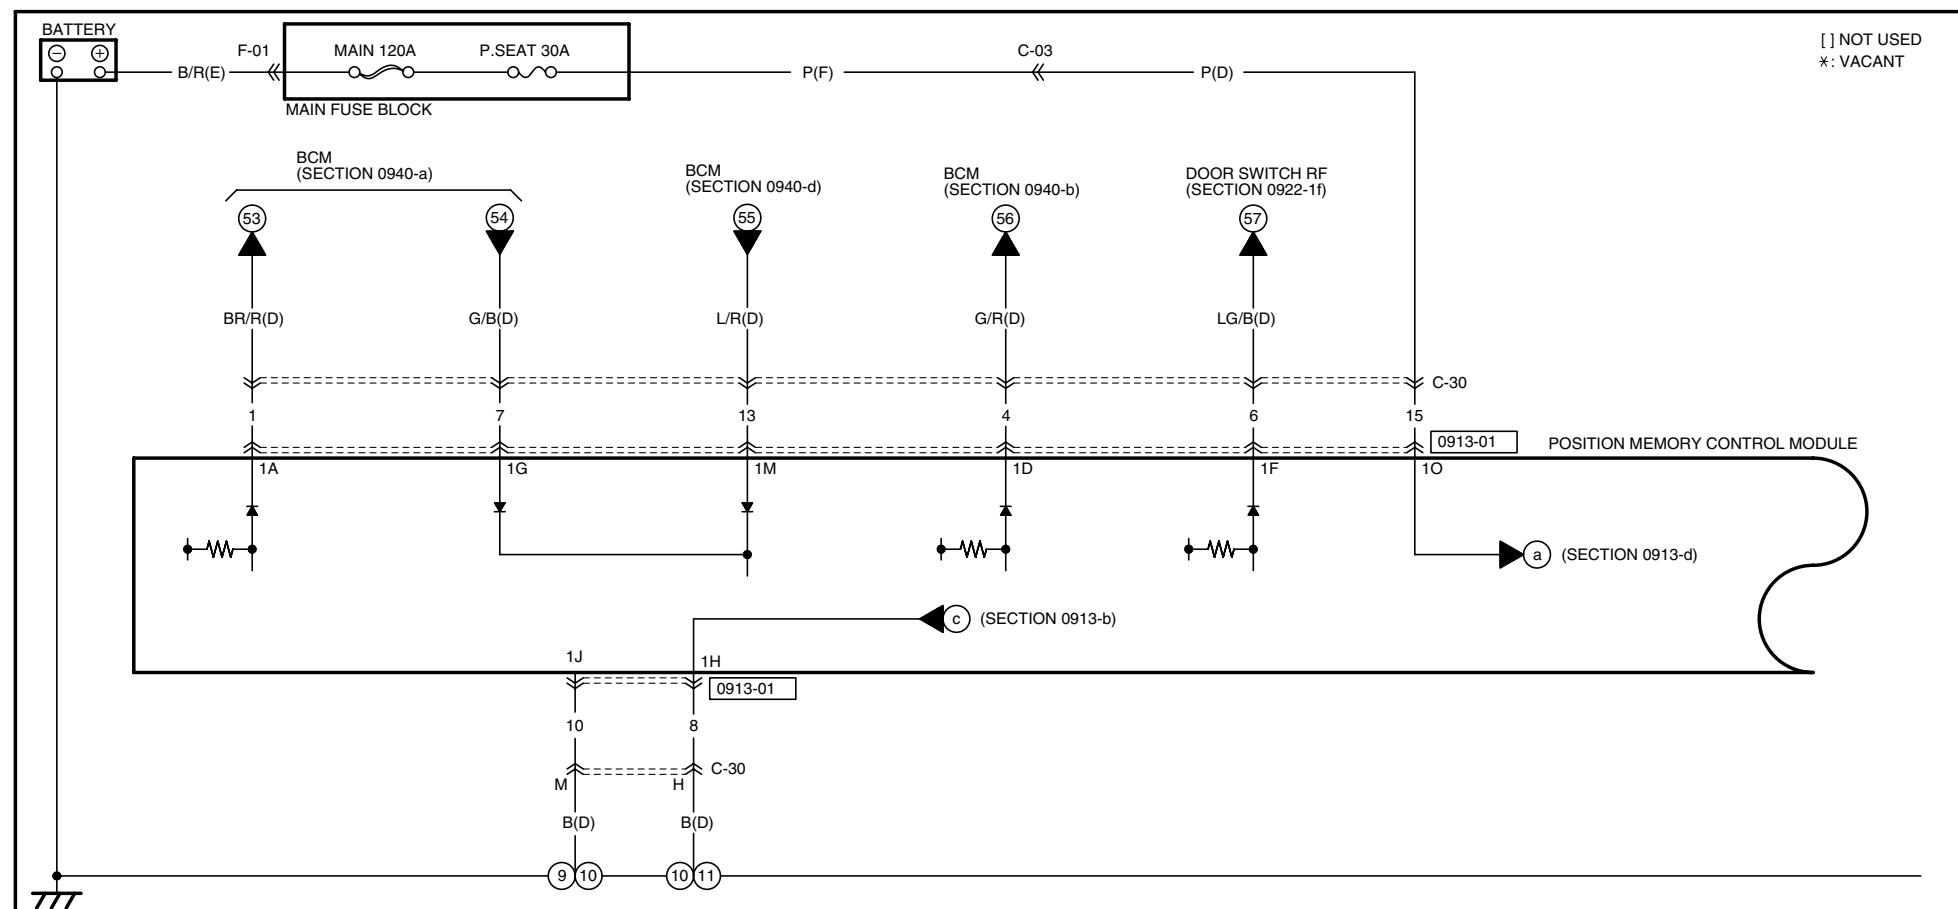 BATTERY
− +
B/R(E)
F-01
MAIN 120A
P.SEAT 30A
MAIN FUSE BLOCK
P(F)
C-03
P(D)
[ ] NOT USED
*: VACANT
BCM
(SECTION 0940-a)
BCM
(SECTION 0940-d)
BCM
(SECTION 0940-b)
DOOR SWITCH RF
(SECTION 0922-1f)
53
54
55
56
57
BR/R(D)
G/B(D)
L/R(D)
G/R(D)
LG/B(D)
C-30
1
7
13
4
6
15
0913-01
POSITION MEMORY CONTROL MODULE
1A
1G
1M
1D
1F
1O
a (SECTION 0913-d)
c (SECTION 0913-b)
1J
1H
0913-01
10
8
C-30
M
H
B(D)
B(D)
9 10
10 11